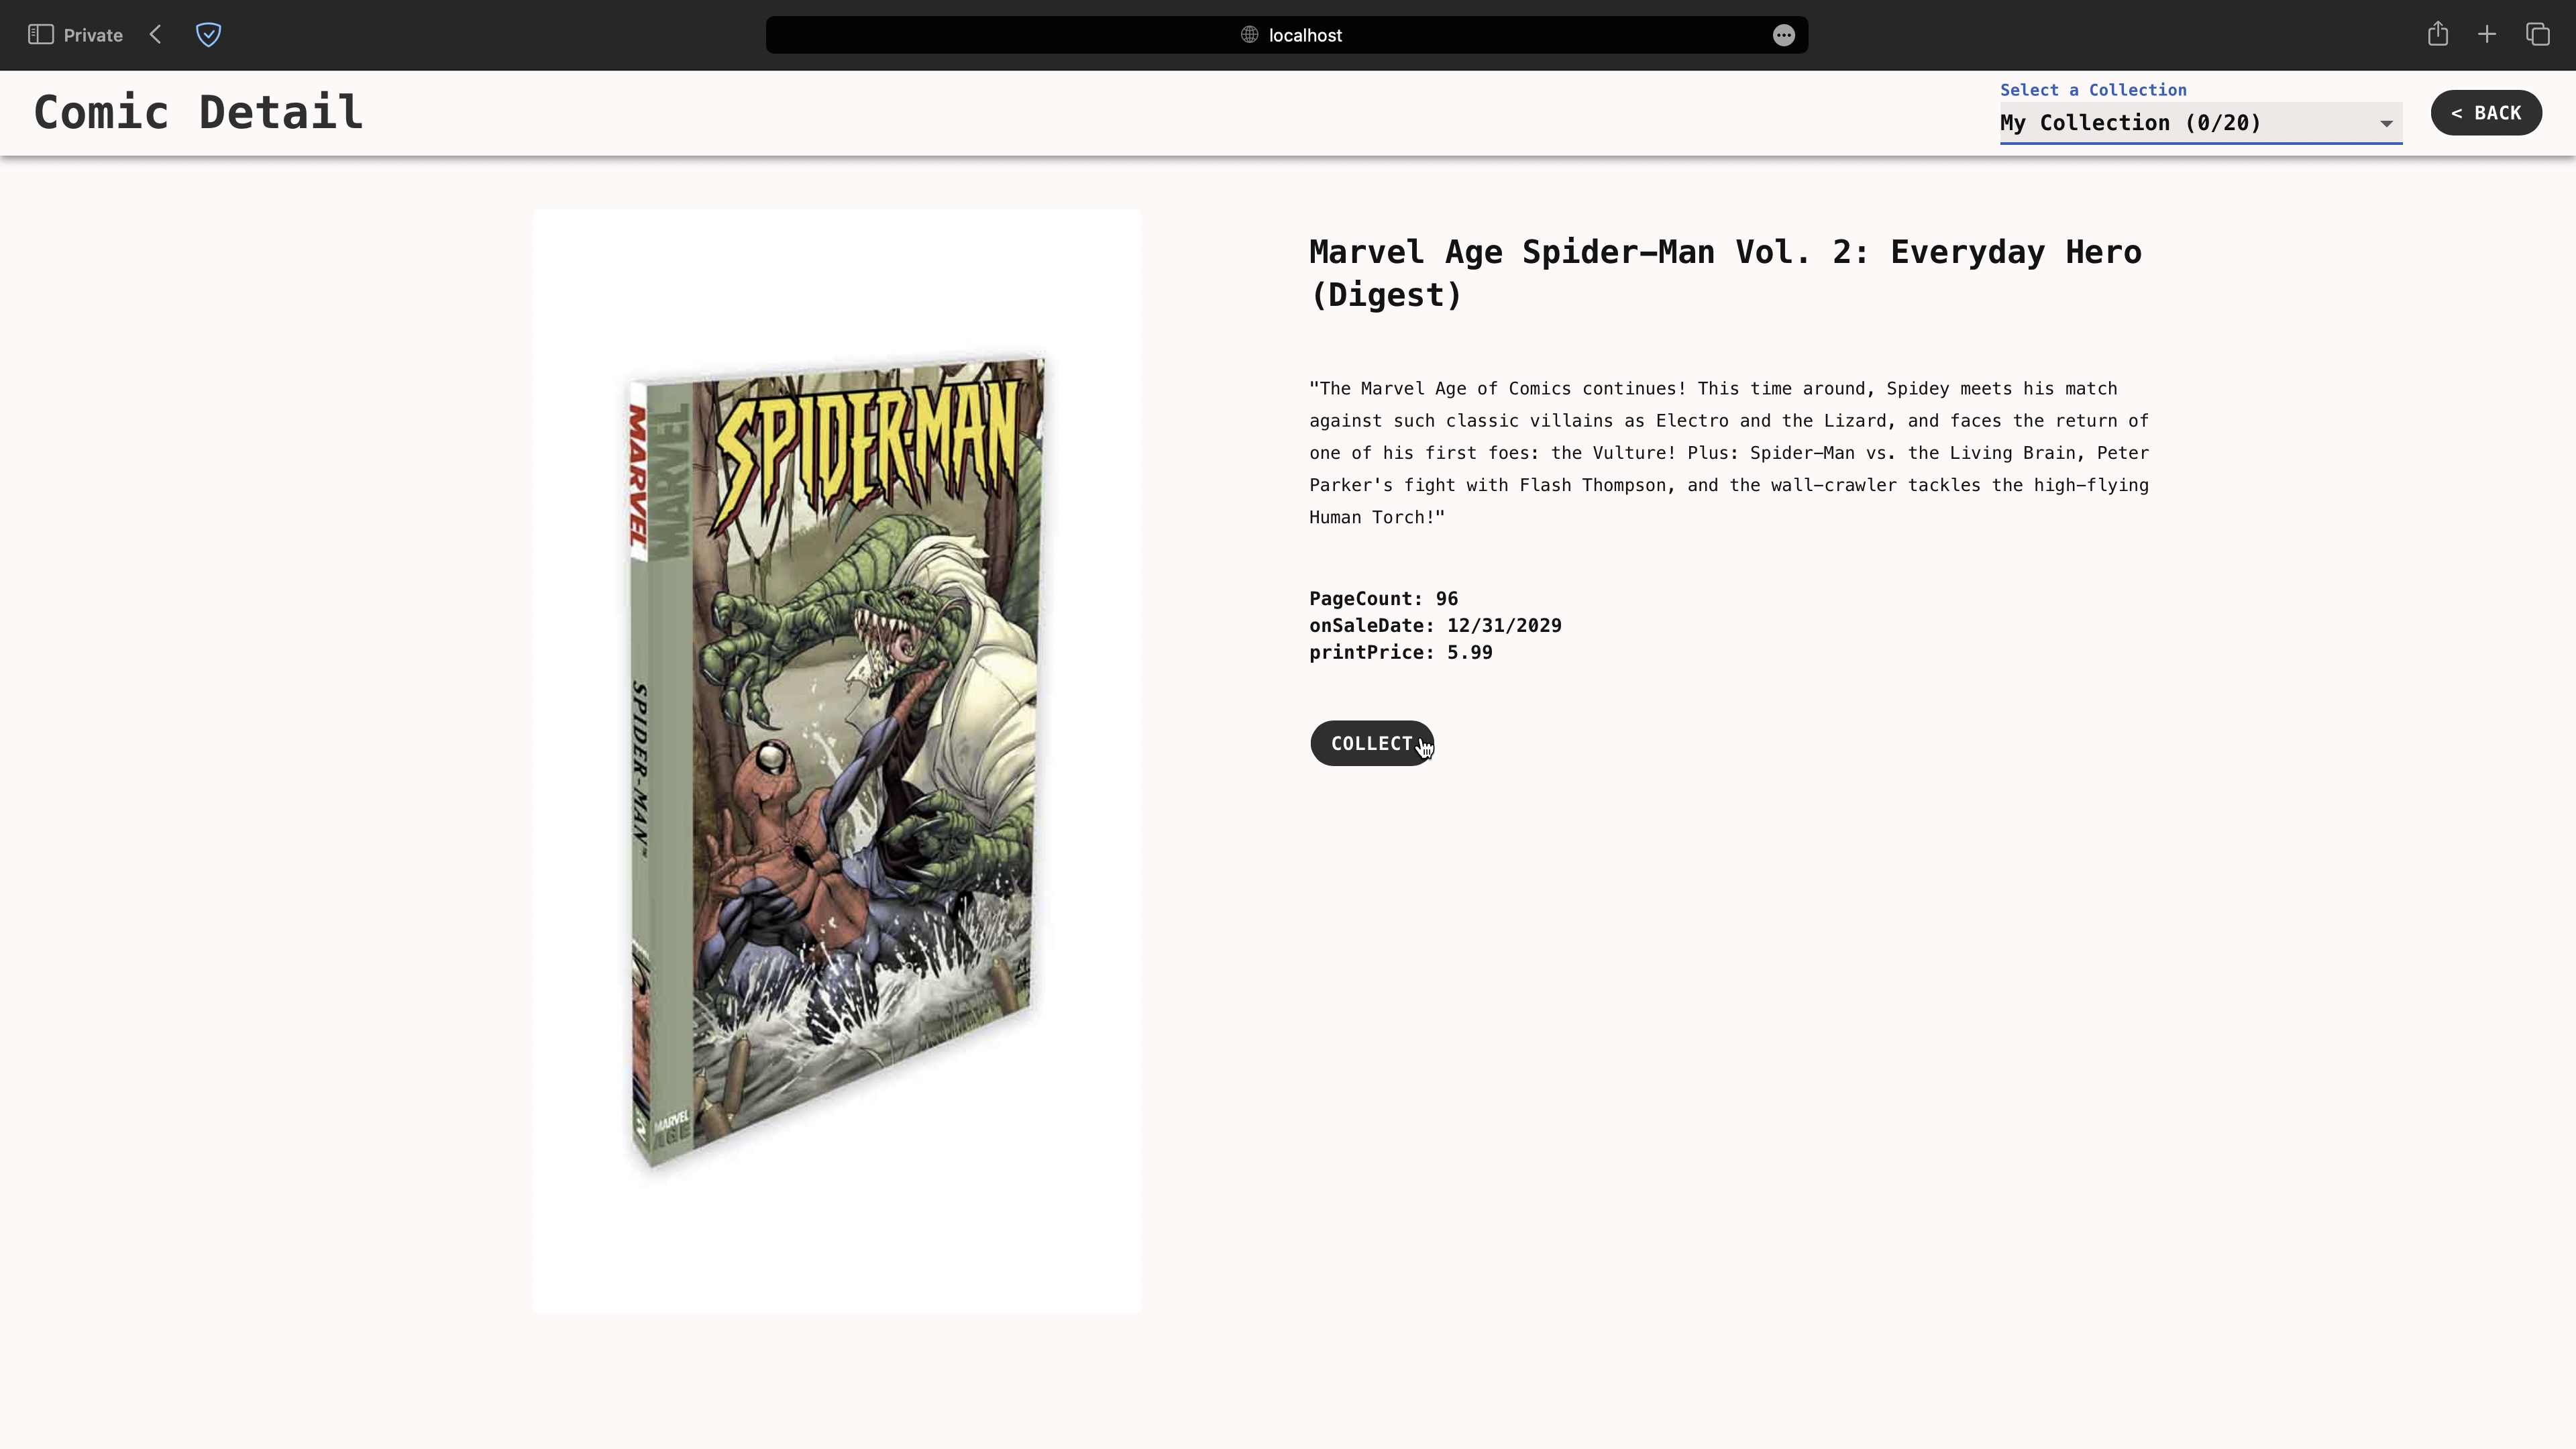 Private
localhost
Comic Detail
Select a Collection
My Collection (0/20)
< BACK
MARVEL
MARVEL
SPIDER-MAN
SPIDER-MAN
2
MARVEL
AGE
Marvel Age Spider-Man Vol. 2: Everyday Hero
(Digest)
"The Marvel Age of Comics continues! This time around, Spidey meets his match
against such classic villains as Electro and the Lizard, and faces the return of
one of his first foes: the Vulture! Plus: Spider-Man vs. the Living Brain, Peter
Parker's fight with Flash Thompson, and the wall-crawler tackles the high-flying
Human Torch!"
PageCount: 96
onSaleDate: 12/31/2029
printPrice: 5.99
COLLECT